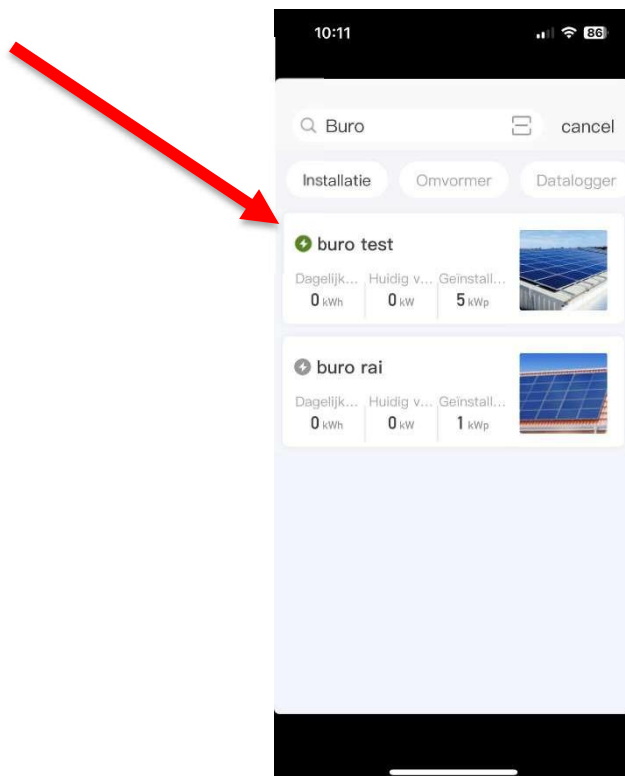 10:11 86
Buro cancel
Installatie Omvormer Datalogger
buro test
Dagelijk... Huidig v... Geïnstall...
0 kWh 0 kW 5 kWp
buro rai
Dagelijk... Huidig v... Geïnstall...
0 kWh 0 kW 1 kWp